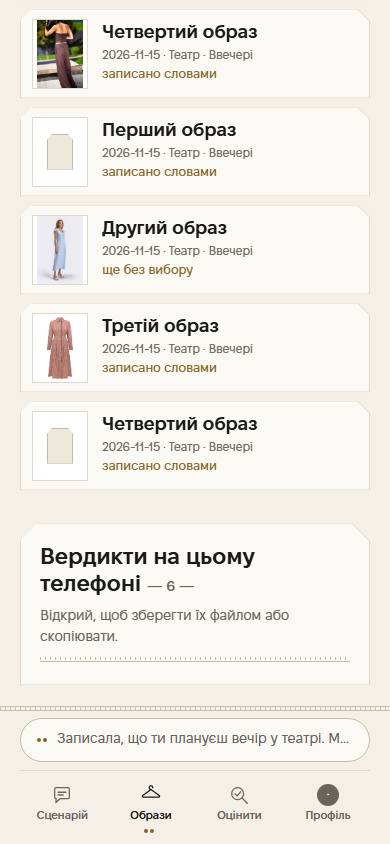 Четвертий образ
2026-11-15 · Театр · Ввечері
записано словами
Перший образ
2026-11-15 · Театр · Ввечері
записано словами
Другий образ
2026-11-15 · Театр · Ввечері
ще без вибору
Третій образ
2026-11-15 · Театр · Ввечері
записано словами
Четвертий образ
2026-11-15 · Театр · Ввечері
записано словами
Вердикти на цьому
телефоні — 6 —
Відкрий, щоб зберегти їх файлом або
скопіювати.
Записала, що ти плануєш вечір у театрі. М...
Сценарій
Образи
Оцінити
Профіль